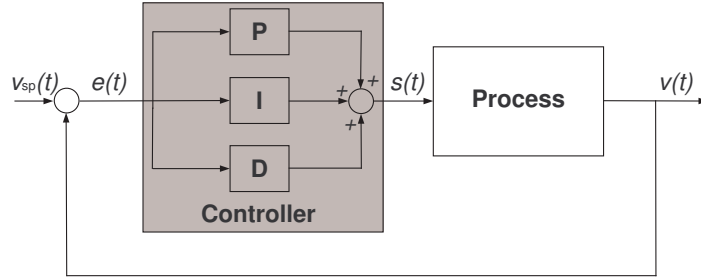 P
v_sp(t) e(t) + s(t) v(t)
+ I Process
+
D
Controller